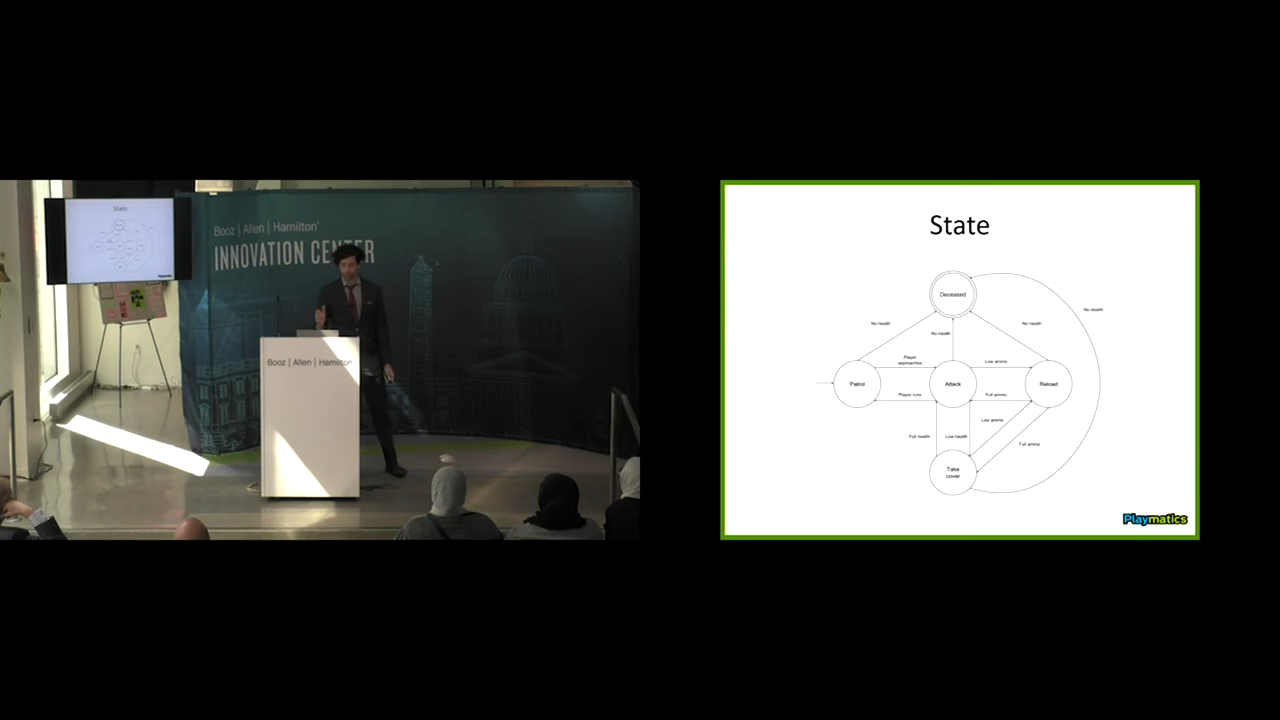 State
Booz | Allen | Hamilton
INNOVATION CENTER
Booz | Allen | Hamilton
State
Deceased
No health
No health
No health
No health
Player
approaches
Low ammo
Patrol
Attack
Reload
Player runs
Full ammo
Low ammo
Full health
Low health
Full ammo
Take
cover
Playmatics